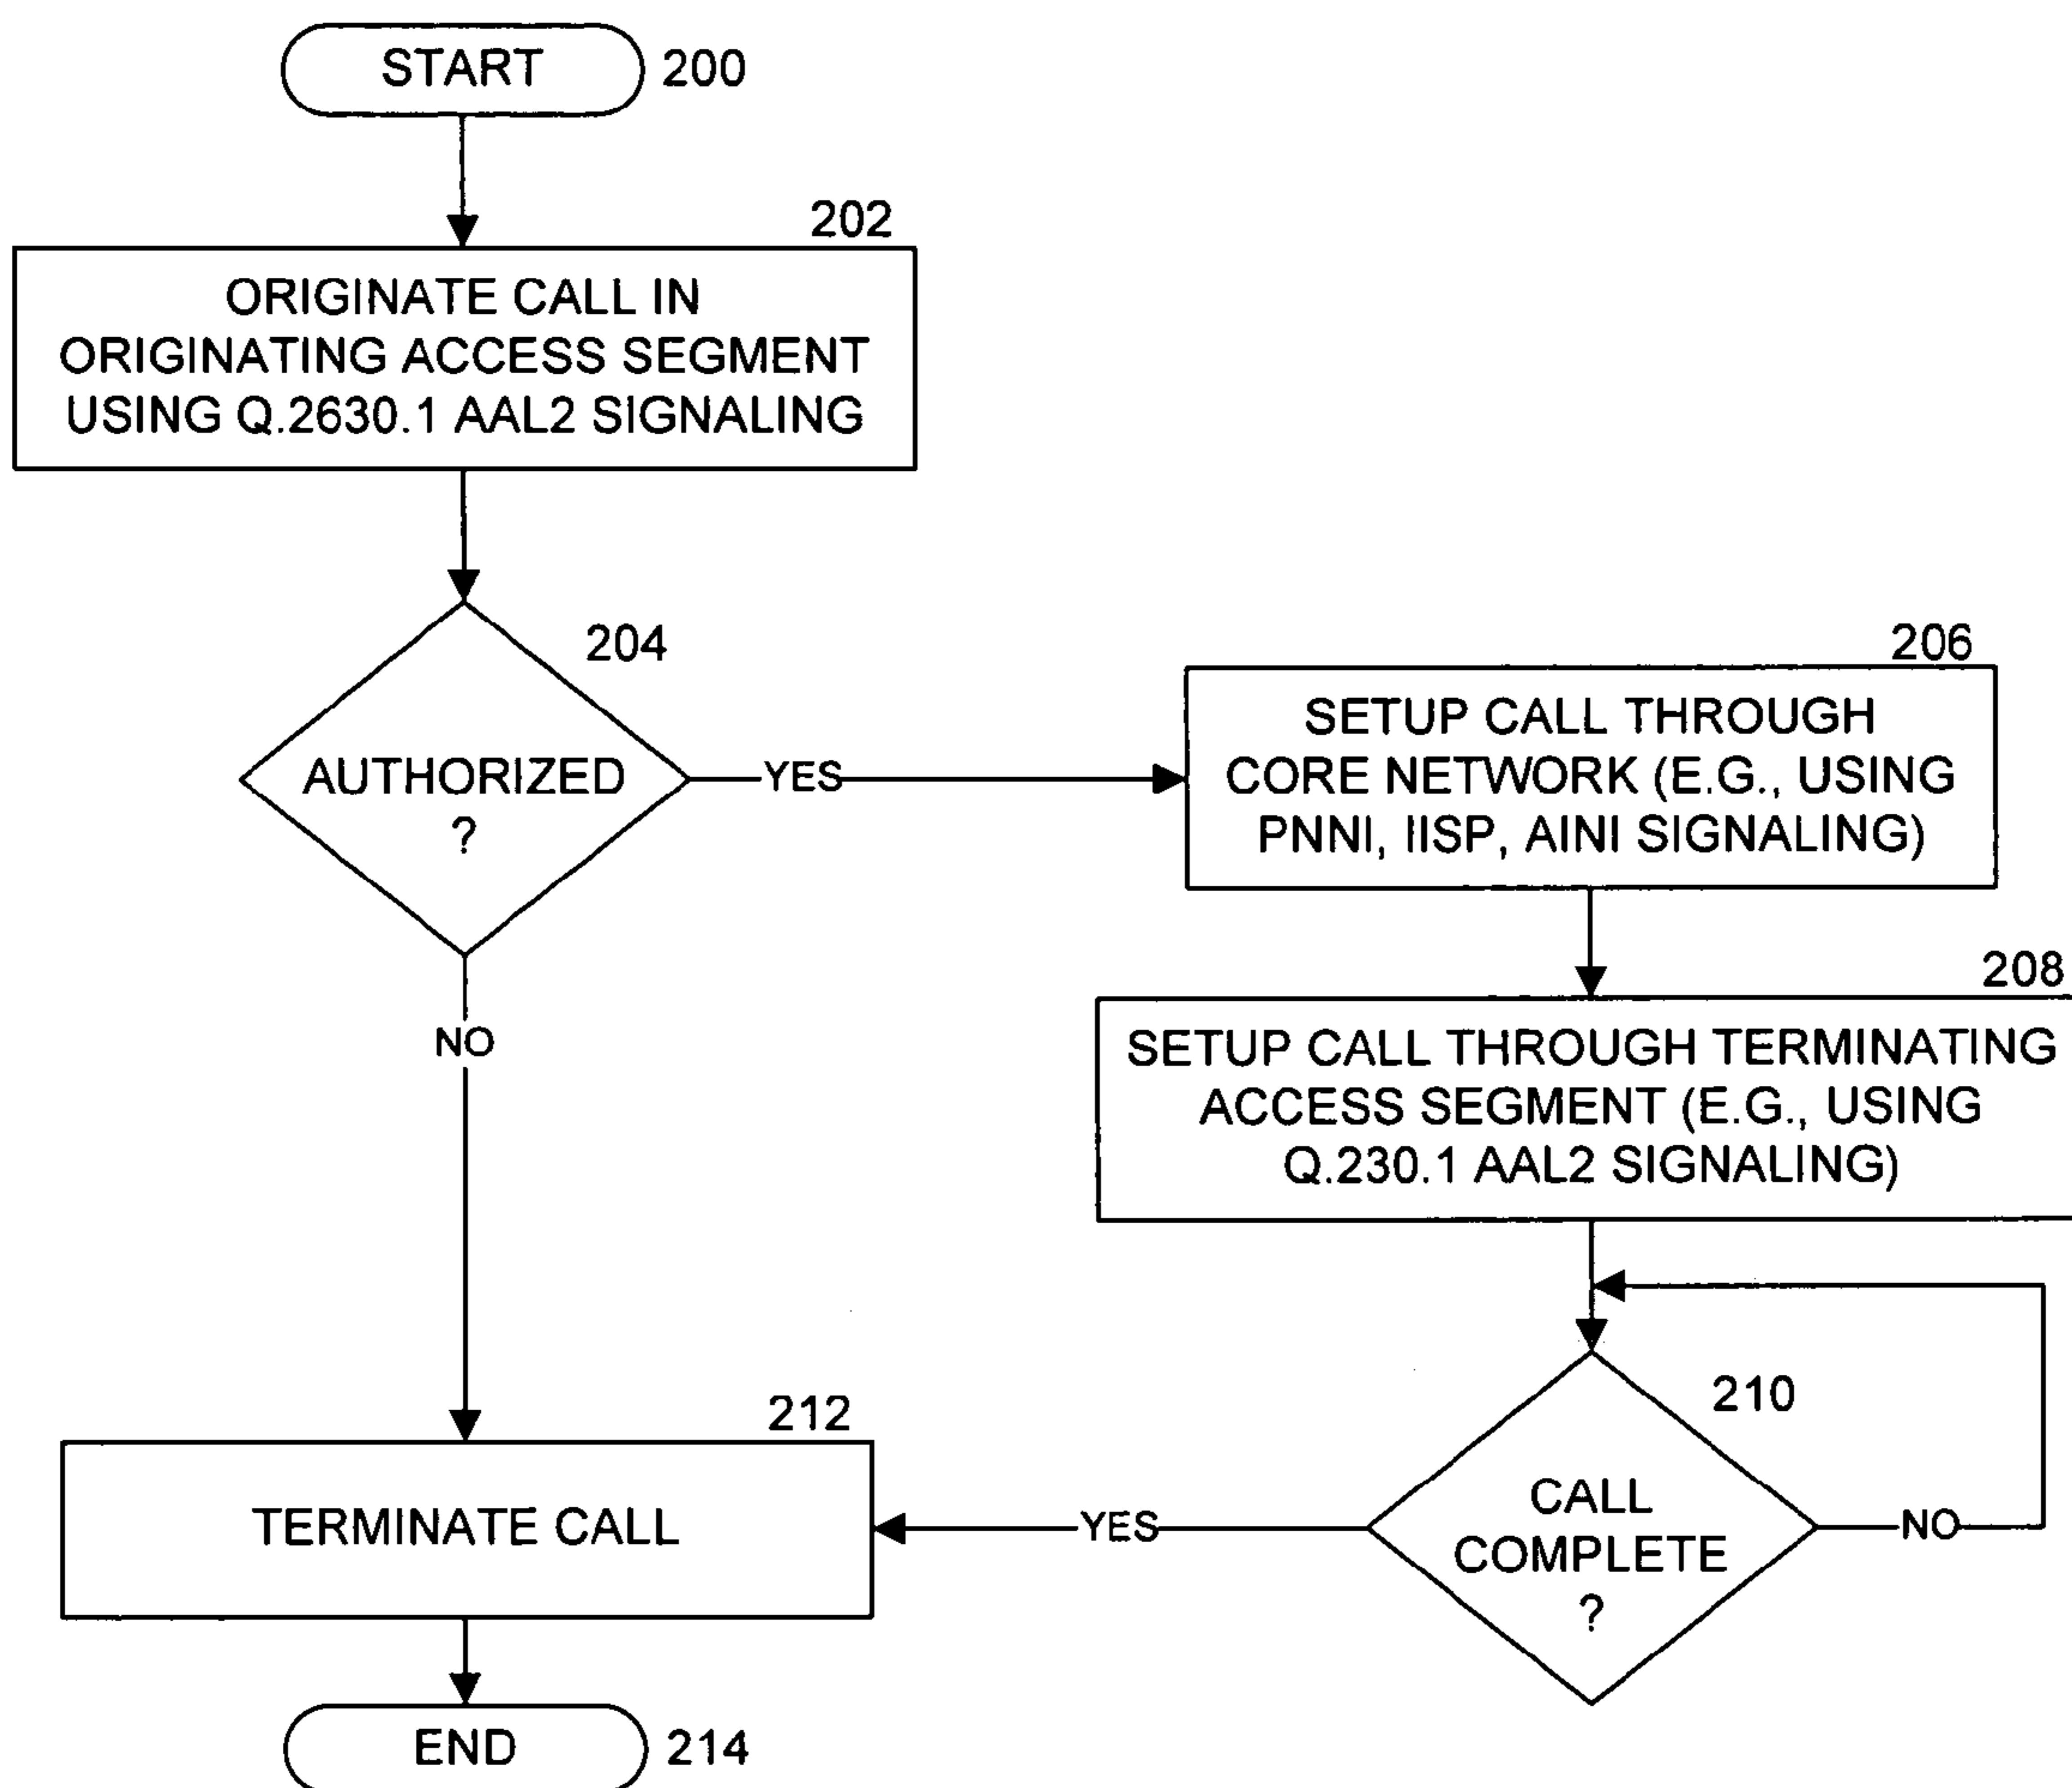 START 200
202
ORIGINATE CALL IN
ORIGINATING ACCESS SEGMENT
USING Q.2630.1 AAL2 SIGNALING
204
AUTHORIZED
?
YES
NO
206
SETUP CALL THROUGH
CORE NETWORK (E.G., USING
PNNI, IISP, AINI SIGNALING)
208
SETUP CALL THROUGH TERMINATING
ACCESS SEGMENT (E.G., USING
Q.230.1 AAL2 SIGNALING)
210
CALL
COMPLETE
?
NO
YES
212
TERMINATE CALL
END 214